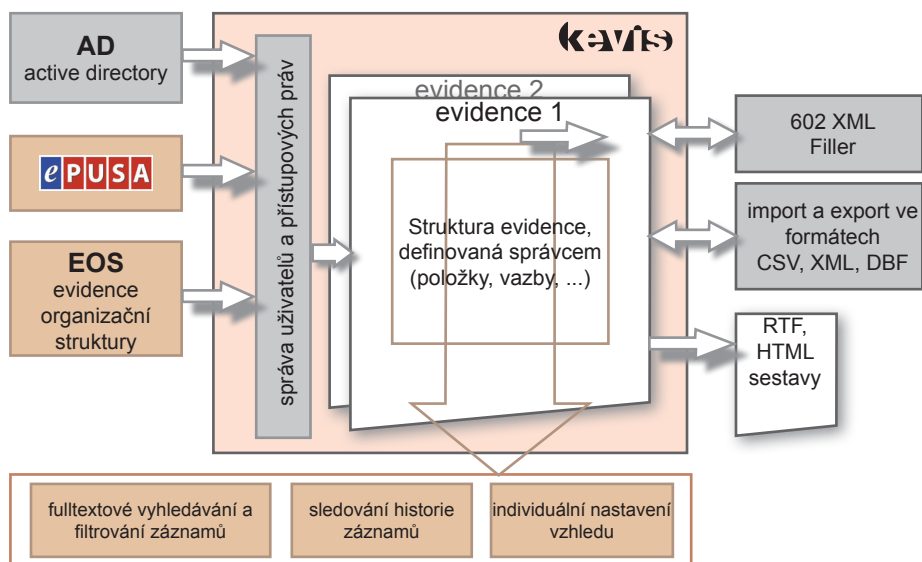 AD
active directory
ePUSA
EOS
evidence
organizační
struktury
správa uživatelů a přístupových práv
kevis
evidence 2
evidence 1
Struktura evidence,
definovaná správcem
(položky, vazby, ...)
602 XML
Filler
import a export ve
formátech
CSV, XML, DBF
RTF,
HTML
sestavy
fulltextové vyhledávání a
filtrování záznamů
sledování historie
záznamů
individuální nastavení
vzhledu